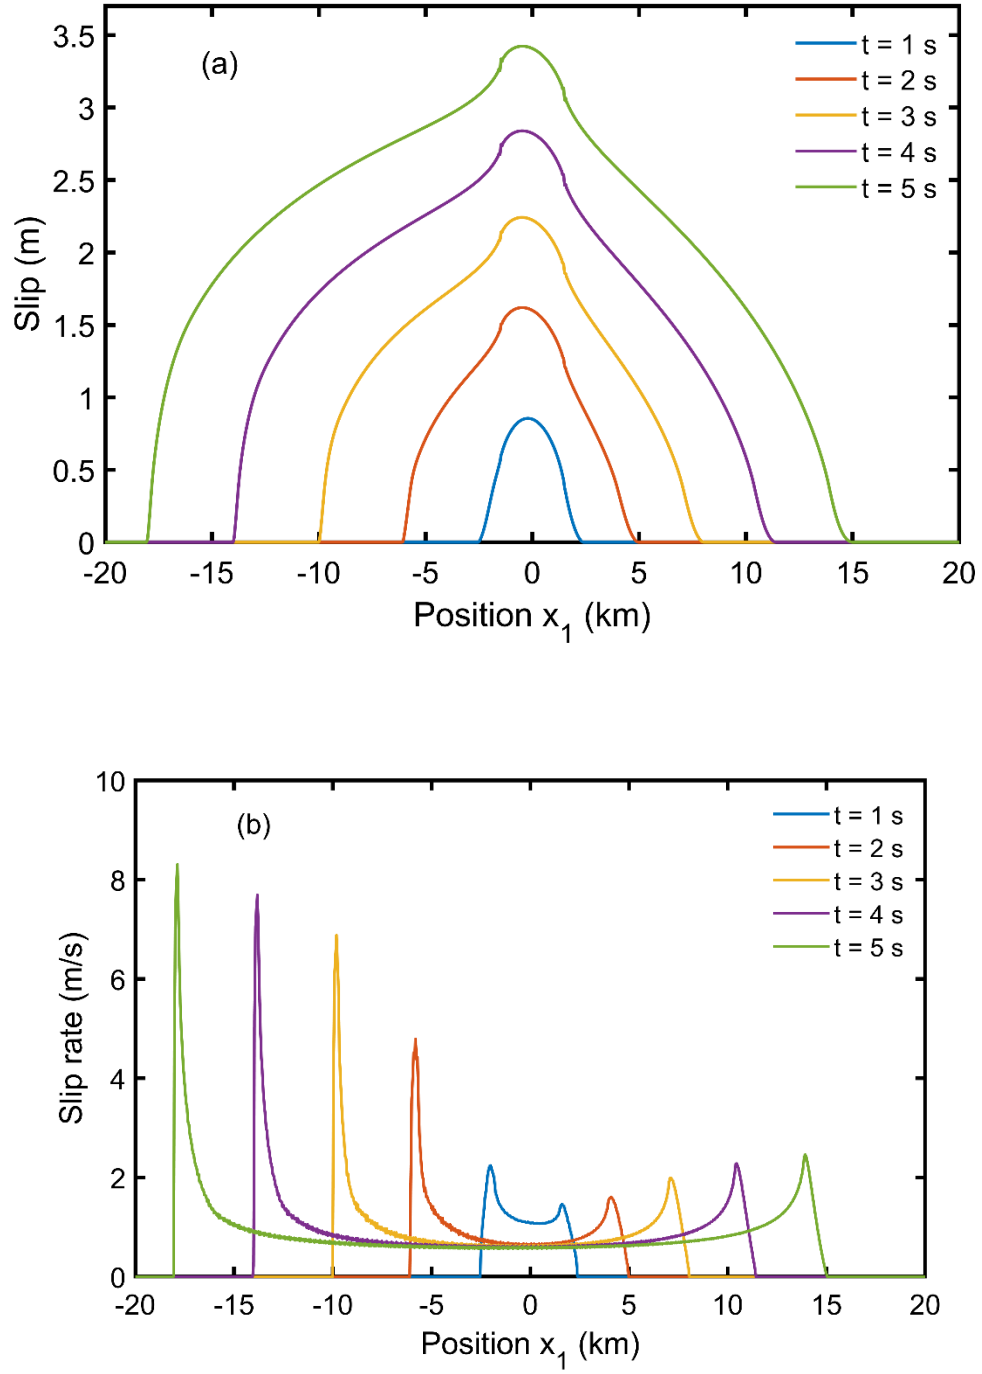 (a)
t = 1 s
t = 2 s
t = 3 s
t = 4 s
t = 5 s
3.5
3
2.5
2
1.5
1
0.5
0
Slip (m)
-20 -15 -10 -5 0 5 10 15 20
Position x_1 (km)
(b)
t = 1 s
t = 2 s
t = 3 s
t = 4 s
t = 5 s
10
8
6
4
2
0
Slip rate (m/s)
-20 -15 -10 -5 0 5 10 15 20
Position x_1 (km)